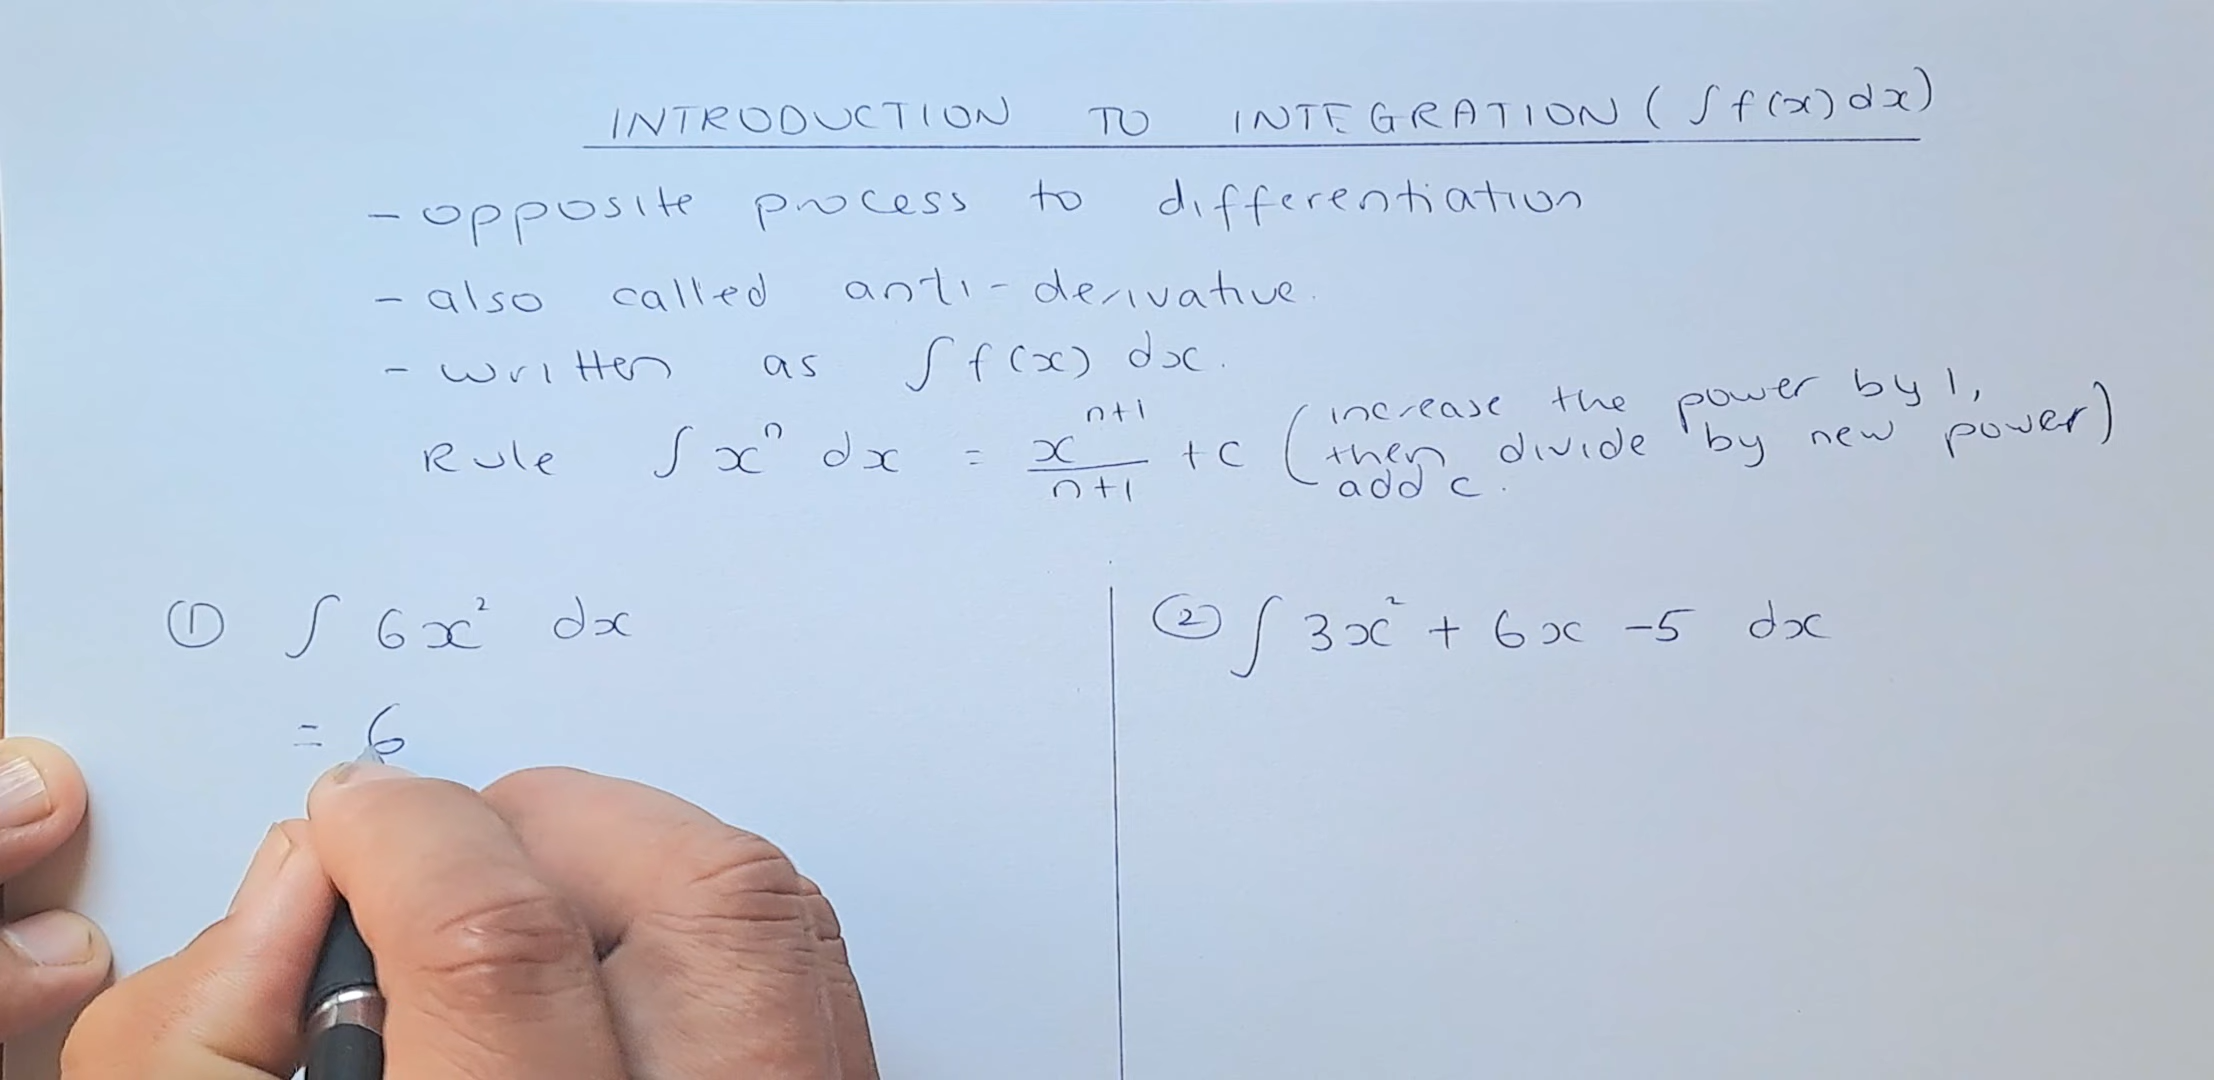 INTRODUCTION TO INTEGRATION (∫f(x)dx)
- opposite process to differentiation
- also called anti-derivative.
- written as ∫f(x) dx.
Rule ∫xⁿ dx = xⁿ⁺¹/n+1 + c (increase the power by 1,
then divide by new power)
add c.
① ∫ 6x² dx
= 6
② ∫ 3x² + 6x - 5 dx